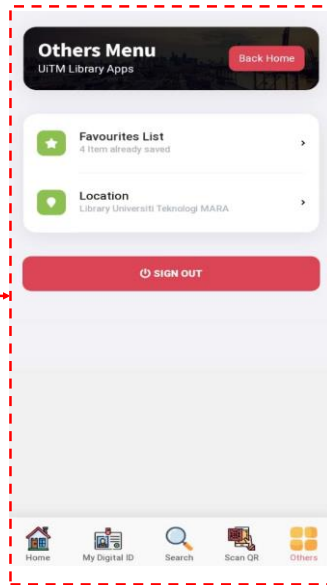 Others Menu
UiTM Library Apps
Back Home
Favourites List
4 Item already saved
Location
Library Universiti Teknologi MARA
SIGN OUT
Home
My Digital ID
Search
Scan QR
Others